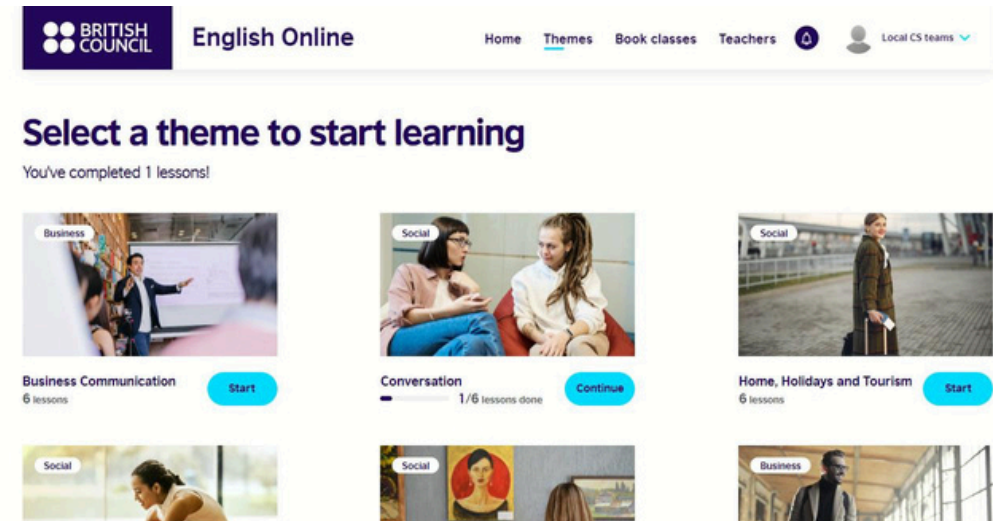 BRITISH
COUNCIL
English Online
Home Themes Book classes Teachers Local CS teams
Select a theme to start learning
You've completed 1 lessons!
Business
Social
Social
Business Communication
6 lessons
Start
Conversation
1/6 lessons done
Continue
Home, Holidays and Tourism
6 lessons
Start
Social
Social
Business